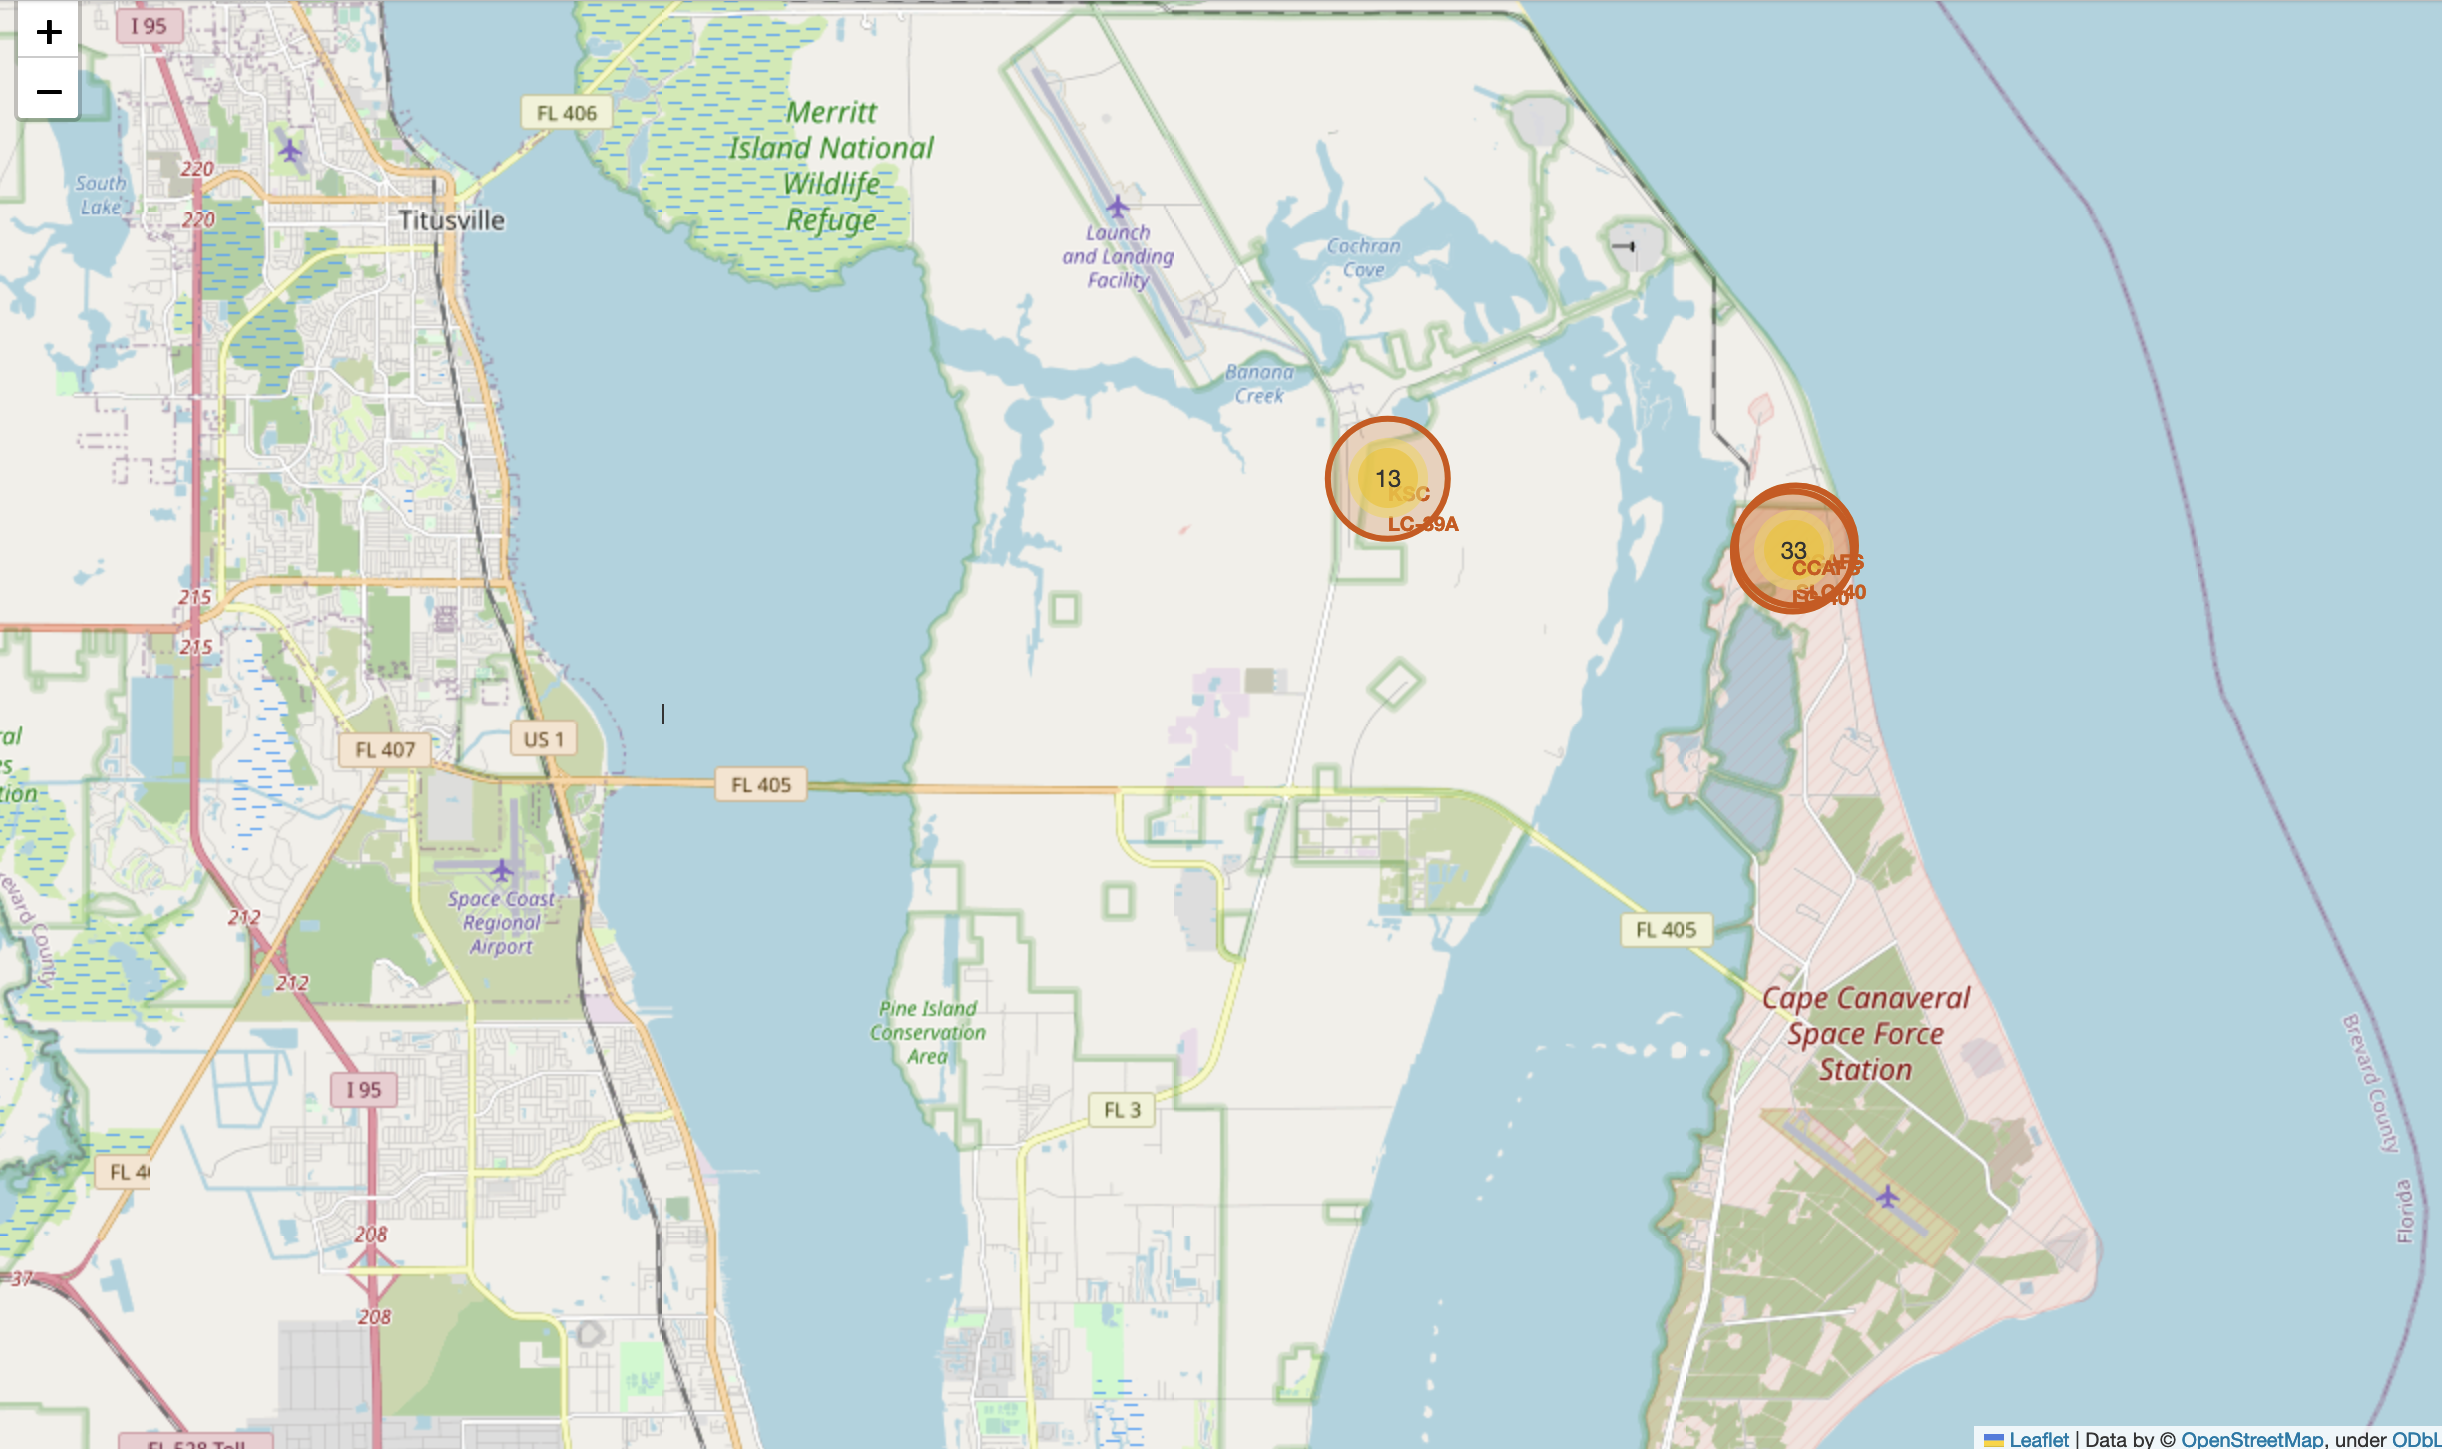 +
−
I 95
FL 406
Merritt
Island National
Wildlife
Refuge
220
South
Lake
220
Titusville
Launch
and Landing
Facility
Cochran
Cove
Banana
Creek
13
KSC
LC-39A
33
CCAFS
SLC-40
LC-40
215
215
FL 407
US 1
FL 405
Space Coast
Regional
Airport
212
212
FL 405
Cape Canaveral
Space Force
Station
Pine Island
Conservation
Area
I 95
FL 3
FL 40
208
208
37
FL 528 Toll
Brevard County
Florida
Leaflet | Data by © OpenStreetMap, under ODbL